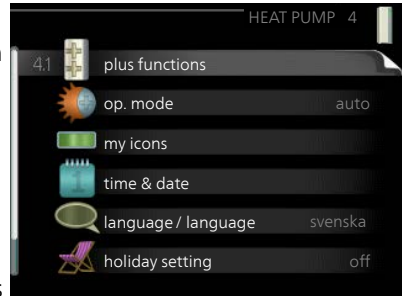 HEAT PUMP 4
4.1 plus functions
op. mode auto
my icons
1
time & date
language / language svenska
holiday setting off
s